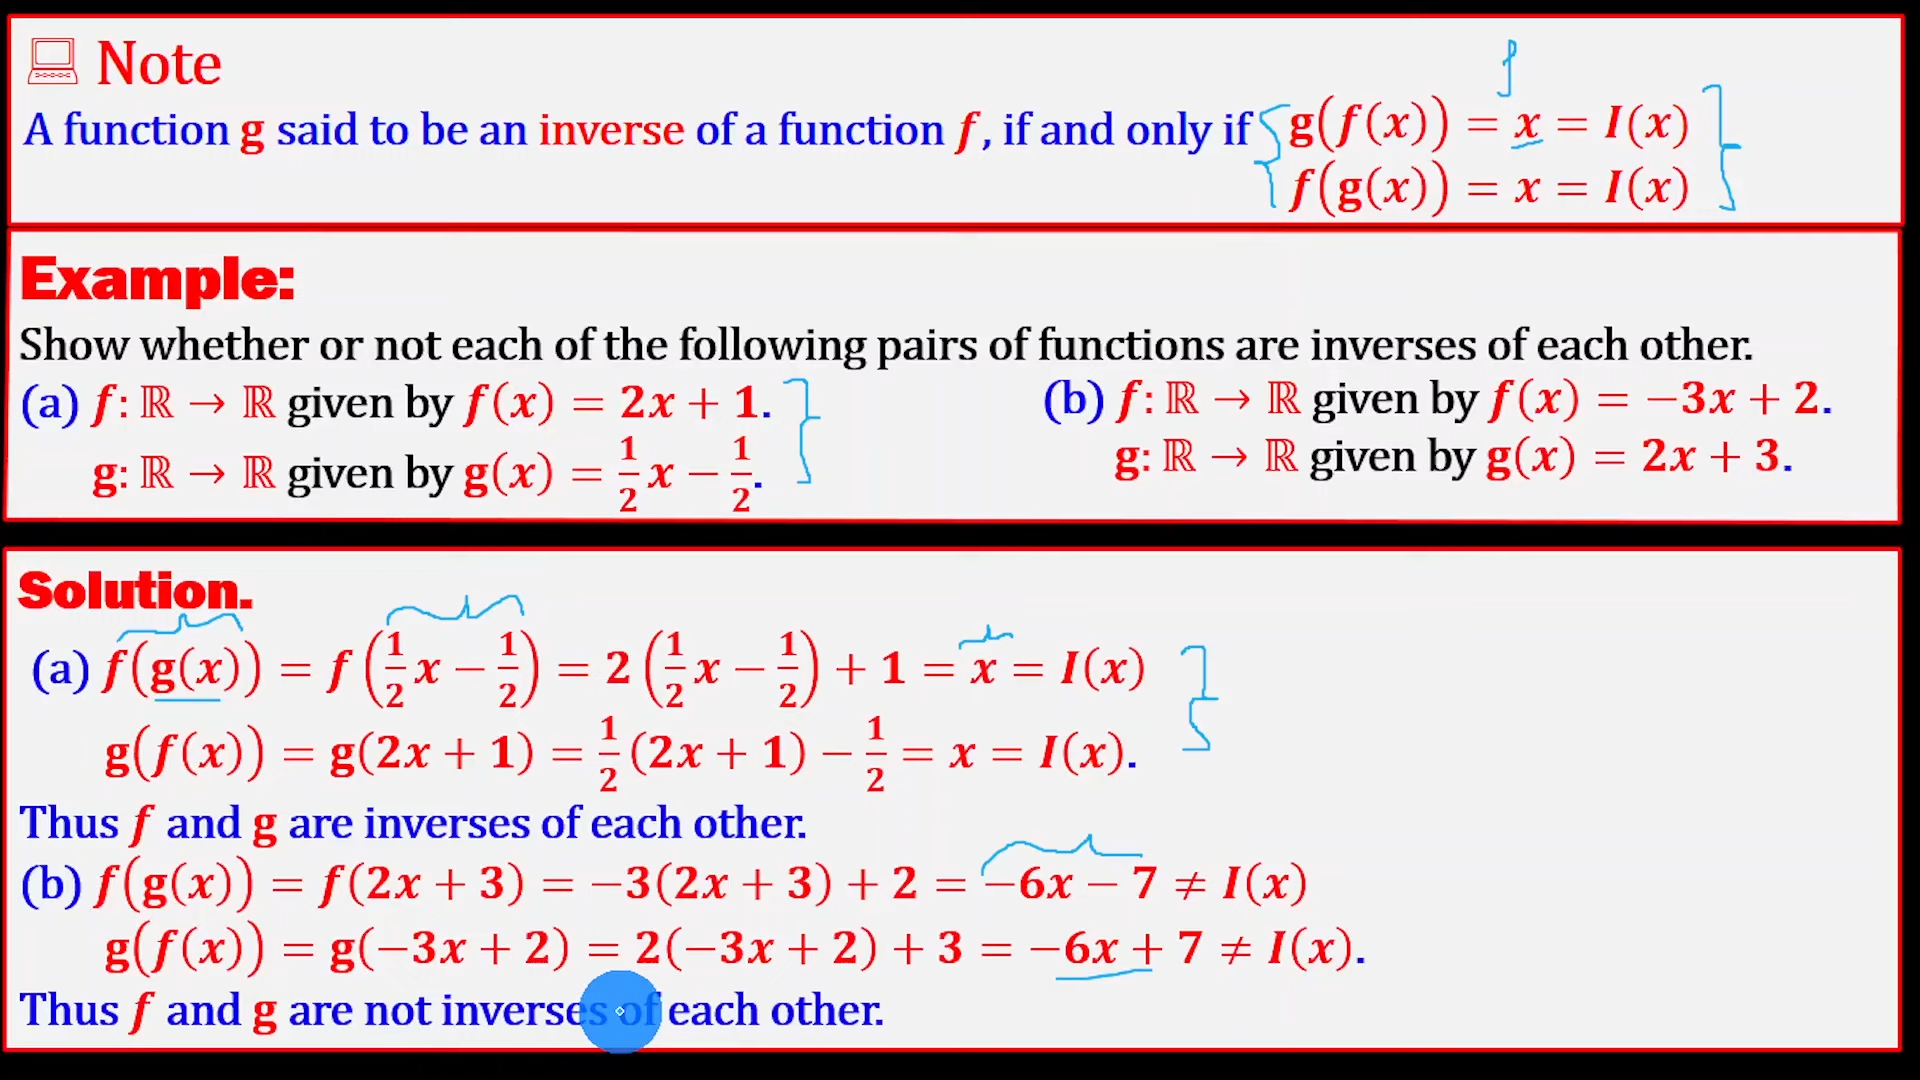 Note
A function g said to be an inverse of a function f, if and only if g(f(x)) = x = I(x)
f(g(x)) = x = I(x)
Example:
Show whether or not each of the following pairs of functions are inverses of each other.
(a) f: ℝ → ℝ given by f(x) = 2x + 1.
g: ℝ → ℝ given by g(x) = 1/2 x − 1/2.
(b) f: ℝ → ℝ given by f(x) = −3x + 2.
g: ℝ → ℝ given by g(x) = 2x + 3.
Solution.
(a) f(g(x)) = f(1/2 x − 1/2) = 2(1/2 x − 1/2) + 1 = x = I(x)
g(f(x)) = g(2x + 1) = 1/2 (2x + 1) − 1/2 = x = I(x).
Thus f and g are inverses of each other.
(b) f(g(x)) = f(2x + 3) = −3(2x + 3) + 2 = −6x − 7 ≠ I(x)
g(f(x)) = g(−3x + 2) = 2(−3x + 2) + 3 = −6x + 7 ≠ I(x).
Thus f and g are not inverses of each other.